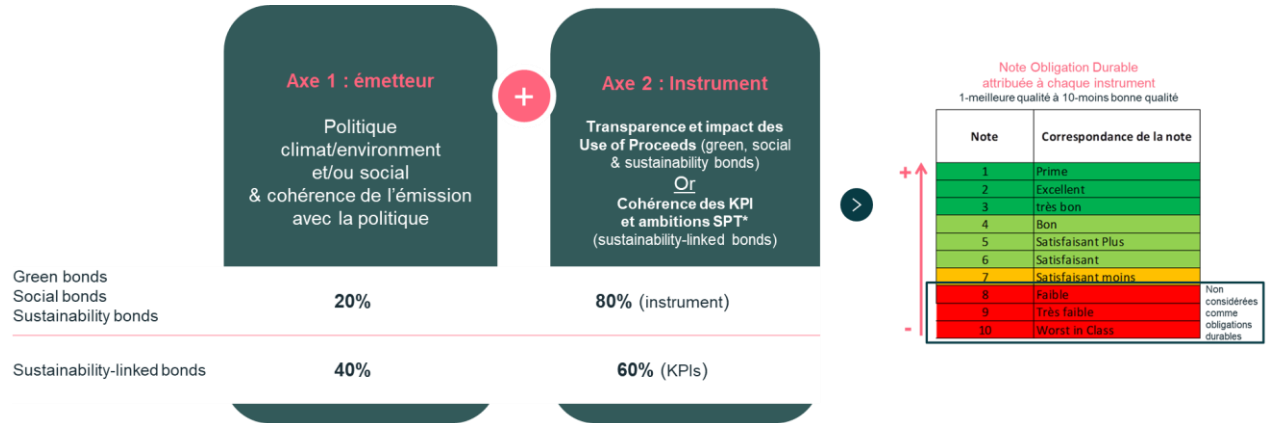 Axe 1 : émetteur
Politique
climat/environment
et/ou social
& cohérence de l'émission
avec la politique
+
Axe 2 : Instrument
Transparence et impact des
Use of Proceeds (green, social
& sustainability bonds)
Or
Cohérence des KPI
et ambitions SPT*
(sustainability-linked bonds)
Green bonds
Social bonds
Sustainability bonds
20%
80% (instrument)
Sustainability-linked bonds
40%
60% (KPIs)
>
Note Obligation Durable
attribuée à chaque instrument
1-meilleure qualité à 10-moins bonne qualité
Note Correspondance de la note
+
1 Prime
2 Excellent
3 très bon
4 Bon
5 Satisfaisant Plus
6 Satisfaisant
7 Satisfaisant moins
8 Faible
9 Très faible
10 Worst in Class
-
Non
considérées
comme
obligations
durables